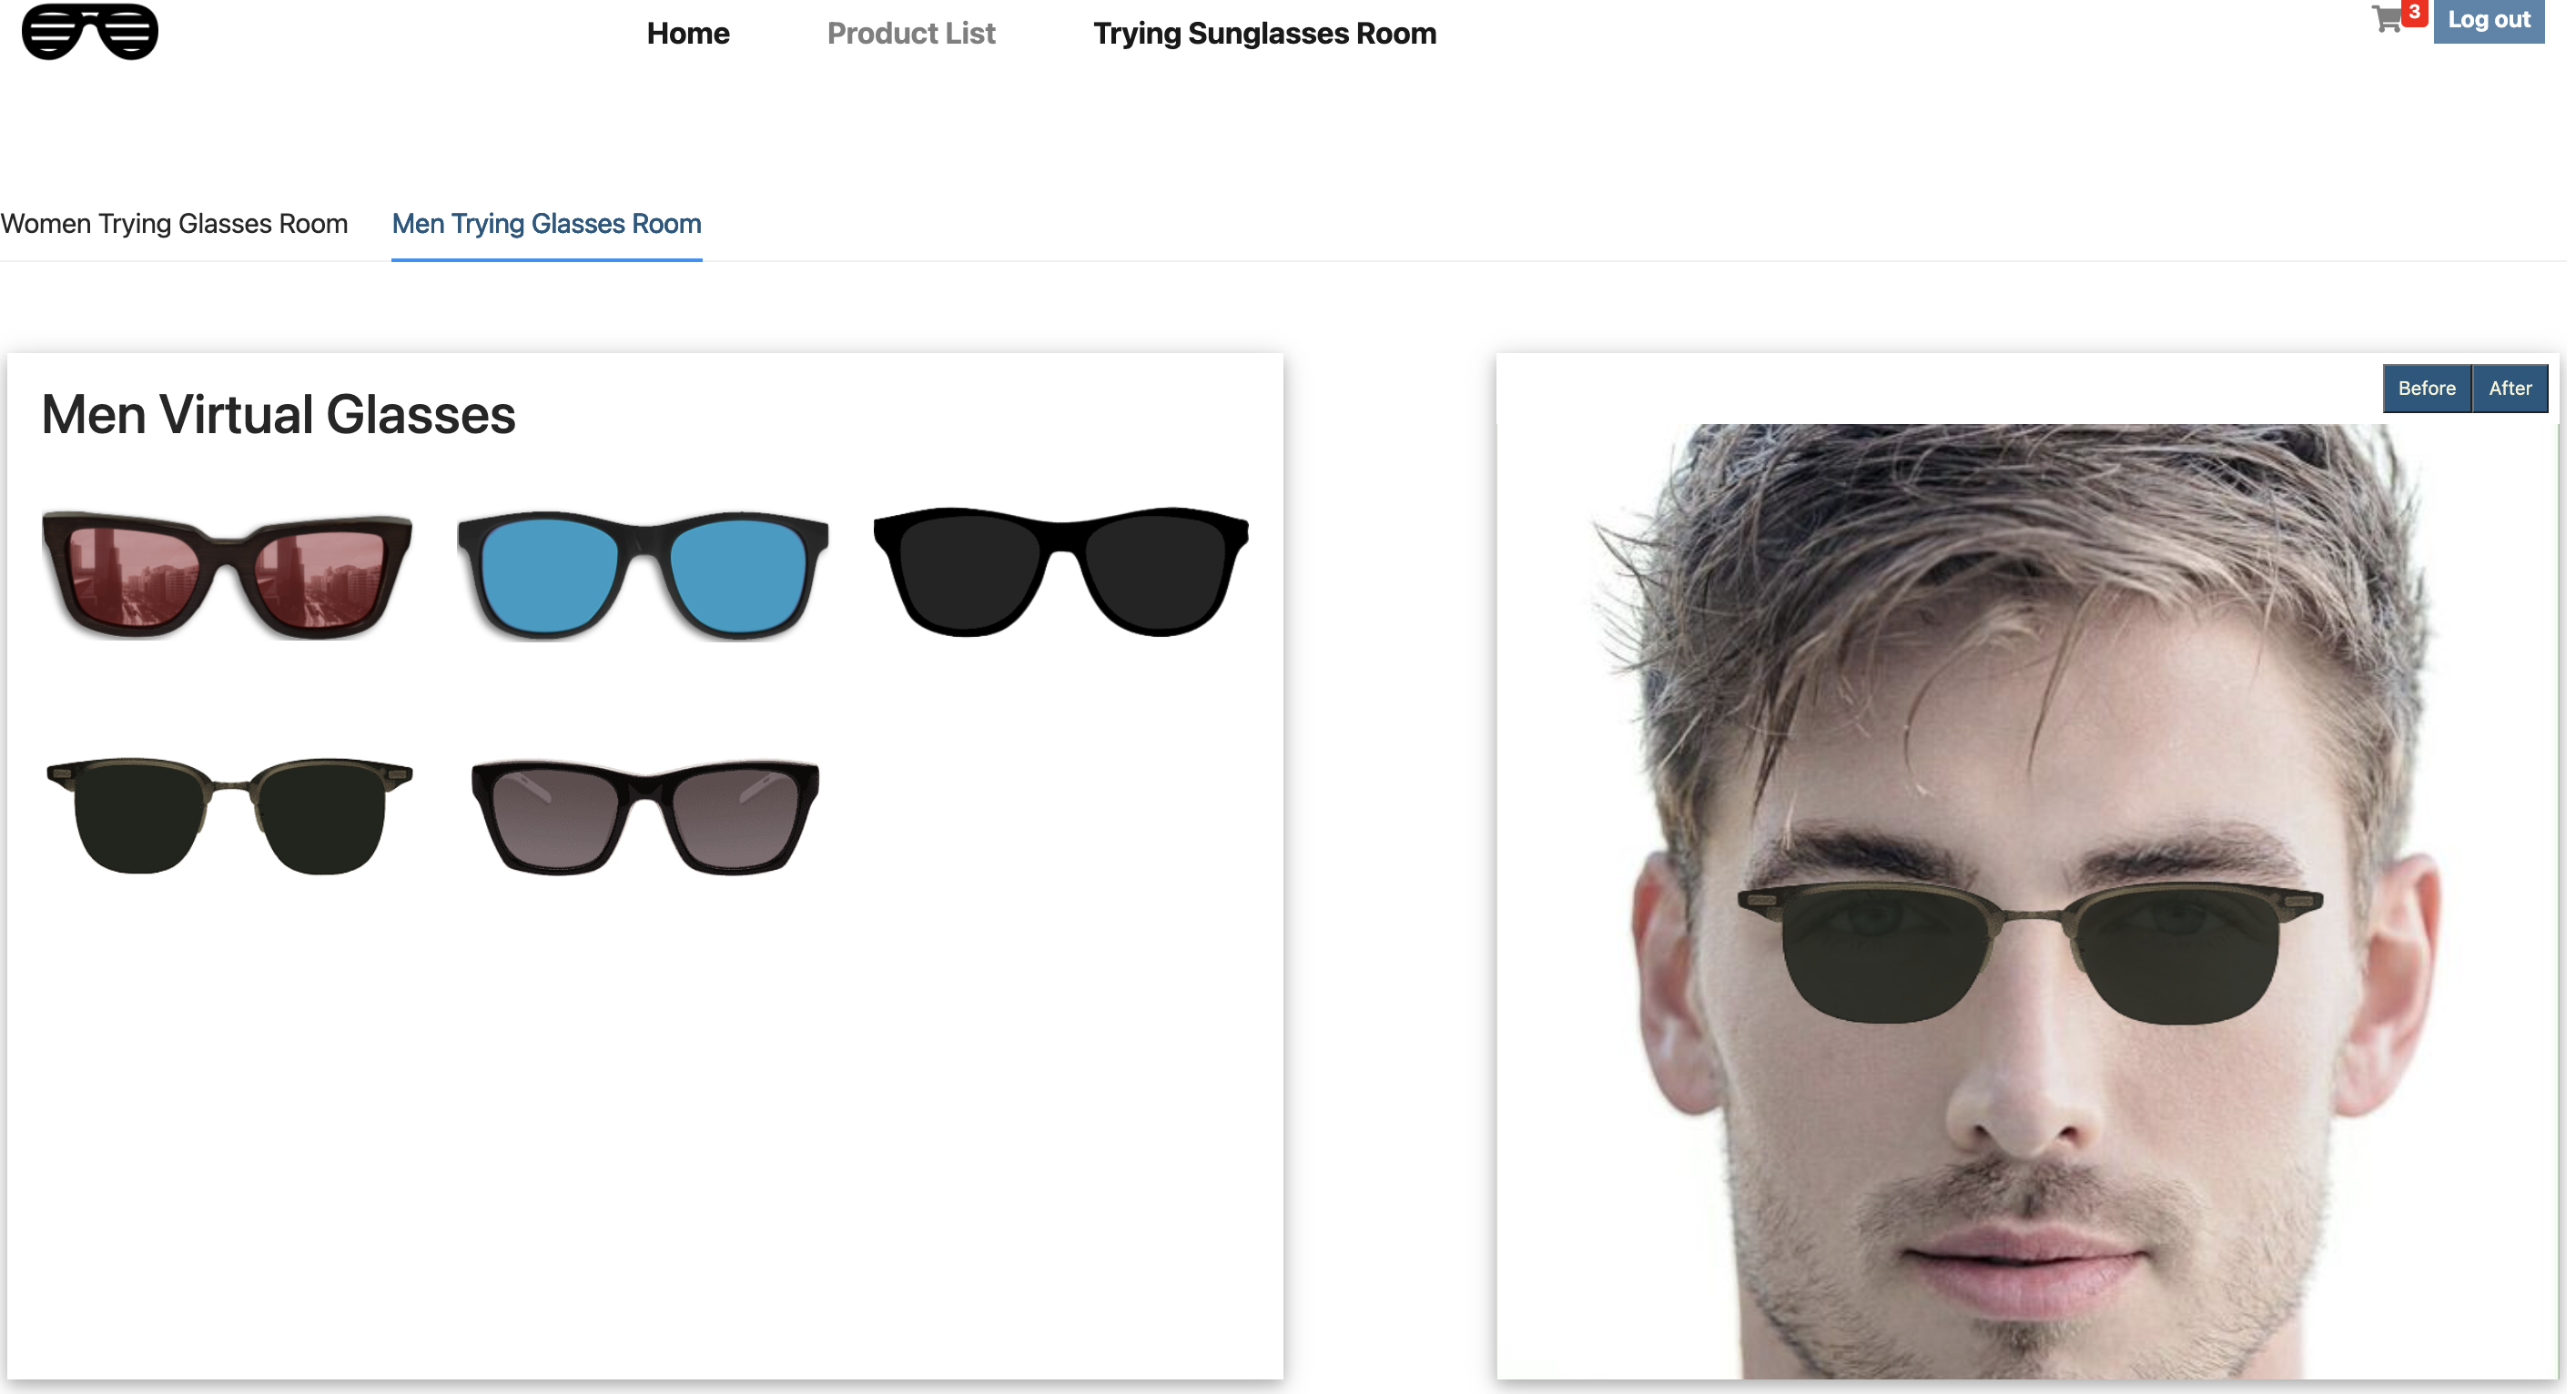 Home
Product List
Trying Sunglasses Room
3
Log out
Women Trying Glasses Room
Men Trying Glasses Room
Men Virtual Glasses
Before
After